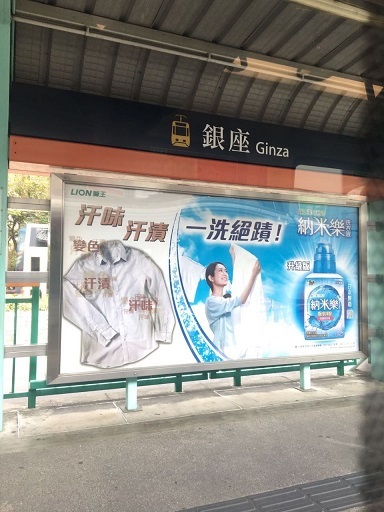 銀座 Ginza
LION 獅王
汗味 汗漬
一洗絕蹟！
變色
汗漬
汗味
納米樂
升級版
納米樂